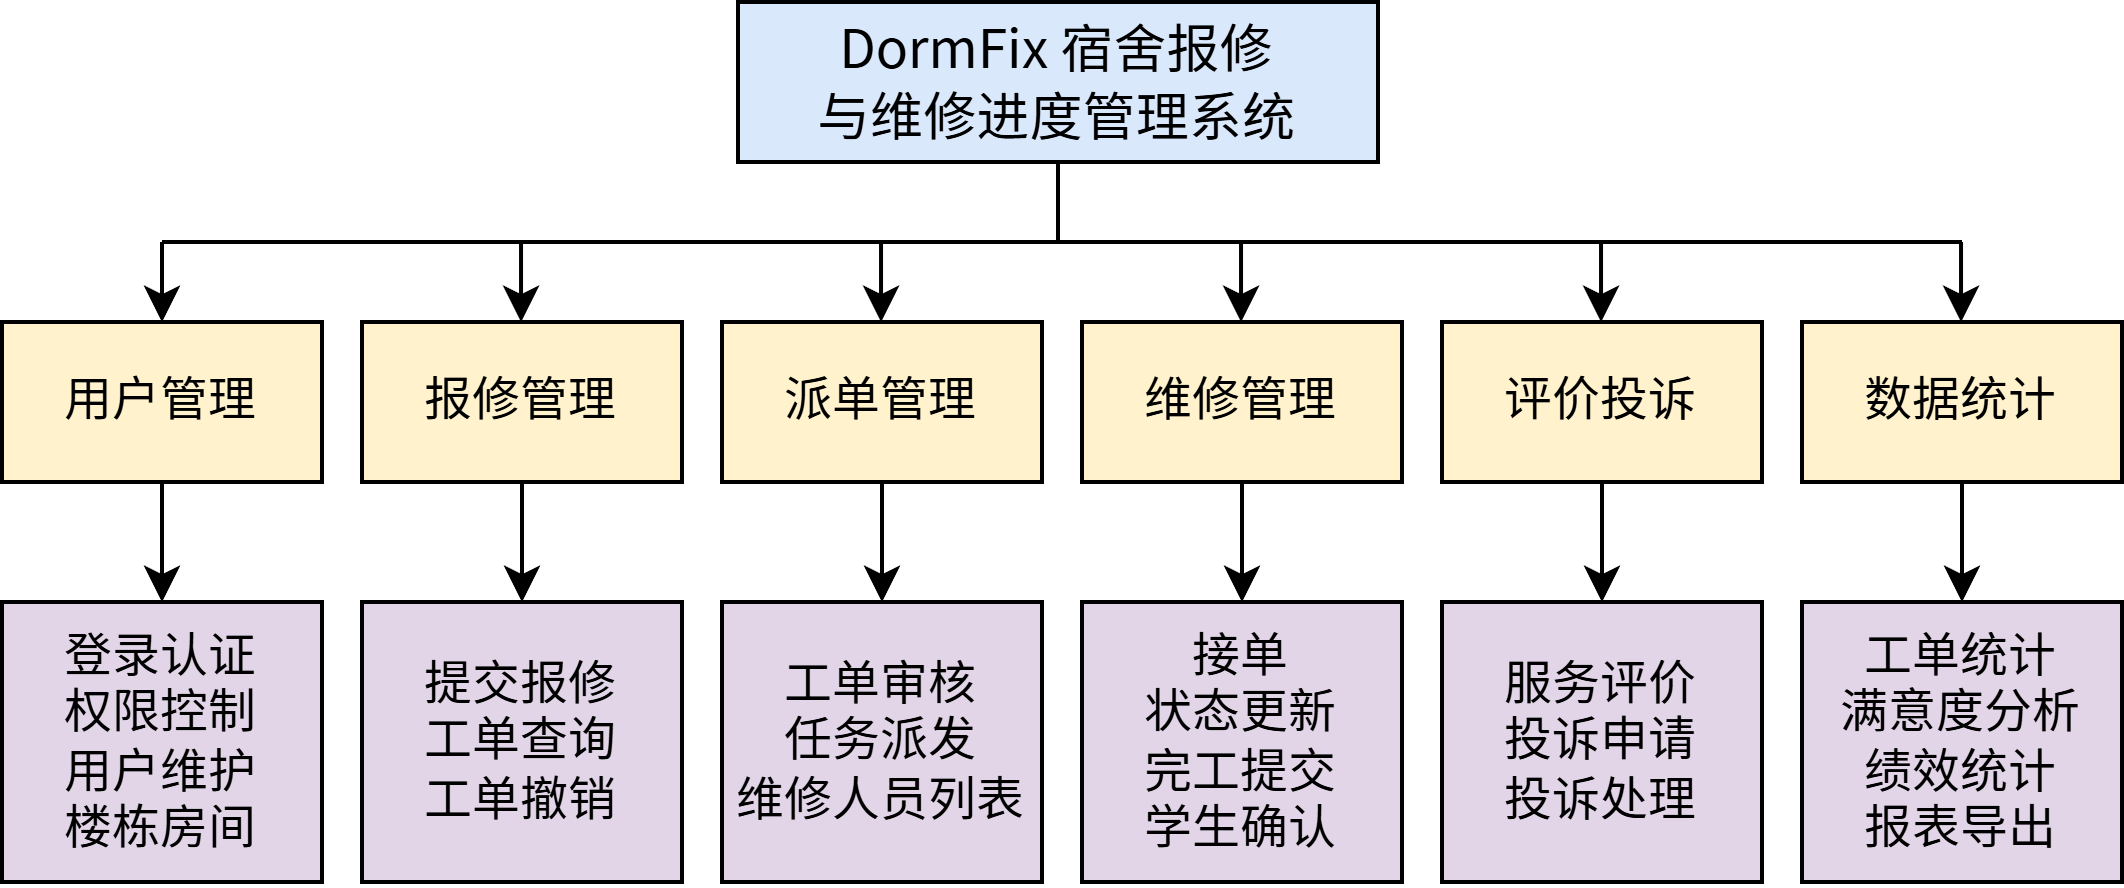 DormFix 宿舍报修
与维修进度管理系统
用户管理
报修管理
派单管理
维修管理
评价投诉
数据统计
登录认证
权限控制
用户维护
楼栋房间
提交报修
工单查询
工单撤销
工单审核
任务派发
维修人员列表
接单
状态更新
完工提交
学生确认
服务评价
投诉申请
投诉处理
工单统计
满意度分析
绩效统计
报表导出